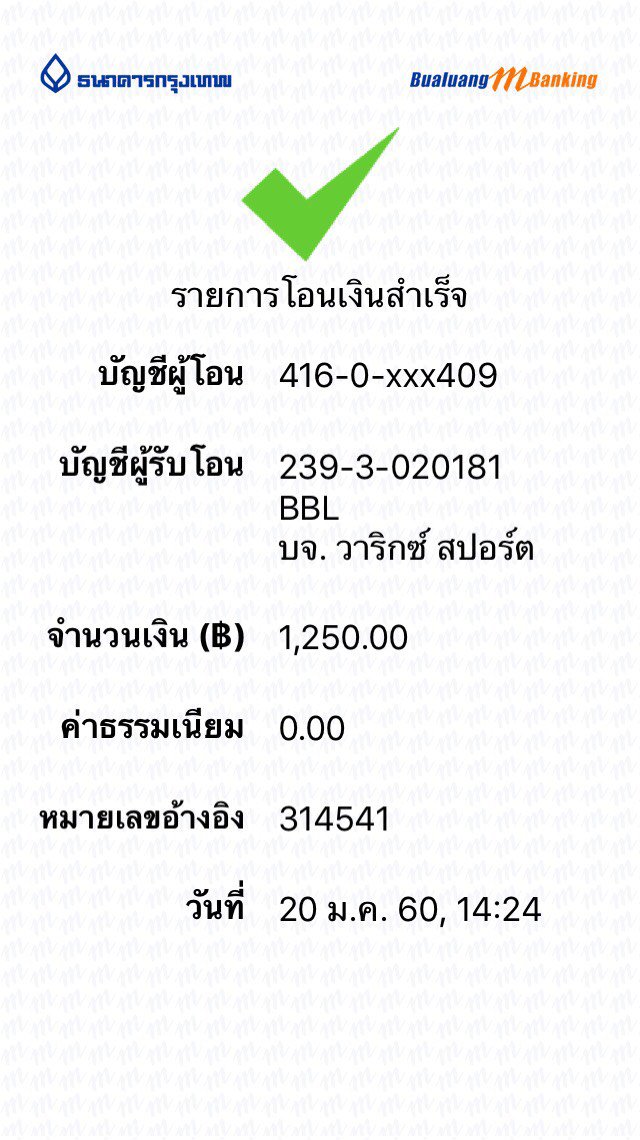 ธนาคารกรุงเทพ
Bualuang mBanking
รายการโอนเงินสำเร็จ
บัญชีผู้โอน 416-0-xxx409
บัญชีผู้รับโอน 239-3-020181
BBL
บจ. วาริกซ์ สปอร์ต
จำนวนเงิน (฿) 1,250.00
ค่าธรรมเนียม 0.00
หมายเลขอ้างอิง 314541
วันที่ 20 ม.ค. 60, 14:24